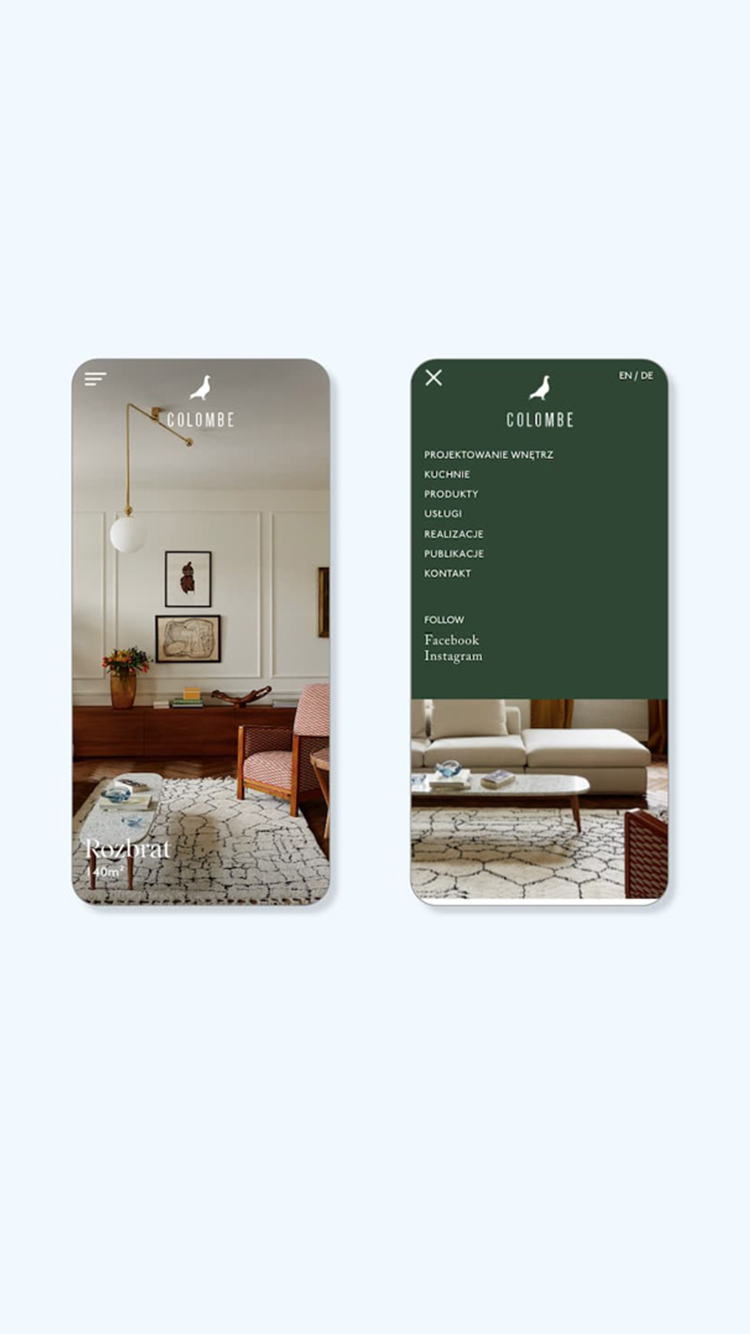 COLOMBE
Rozbrat
140m²
EN / DE
COLOMBE
PROJEKTOWANIE WNĘTRZ
KUCHNIE
PRODUKTY
USŁUGI
REALIZACJE
PUBLIKACJE
KONTAKT
FOLLOW
Facebook
Instagram